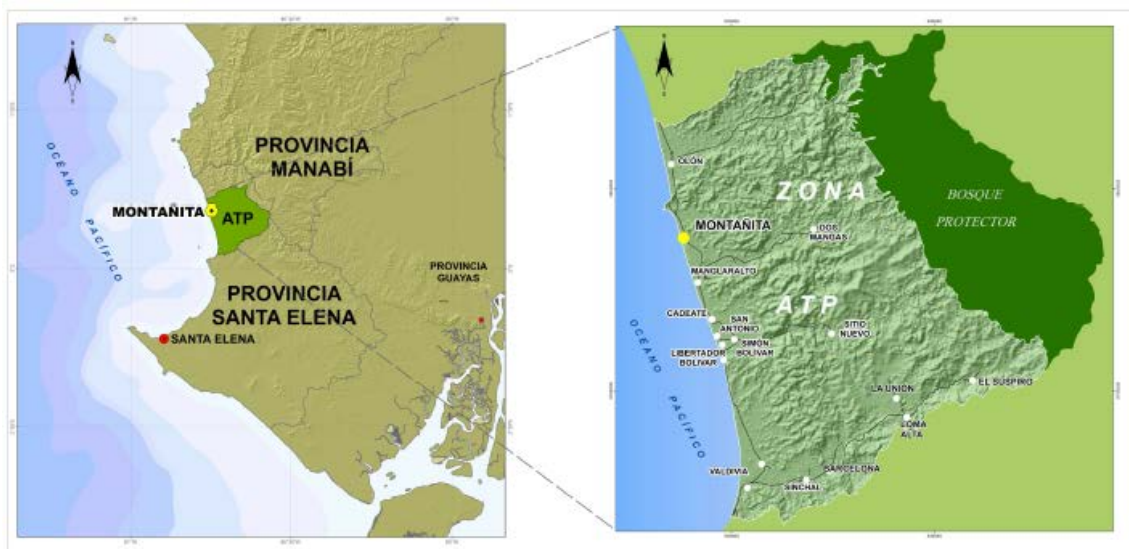 PROVINCIA
MANABÍ
OCÉANO PACÍFICO
MONTAÑITA
ATP
PROVINCIA
GUAYAS
PROVINCIA
SANTA ELENA
SANTA ELENA
OLÓN
ZONA
BOSQUE
PROTECTOR
MONTAÑITA
DOS
MANGAS
MANGLARALTO
ATP
CADEATE
SAN
ANTONIO
SITIO
NUEVO
SIMÓN
BOLÍVAR
LIBERTADOR
BOLIVAR
OCÉANO PACÍFICO
LA UNION
EL SUSPIRO
LOMA
ALTA
VALDIVIA
BARCELONA
SINCHAL